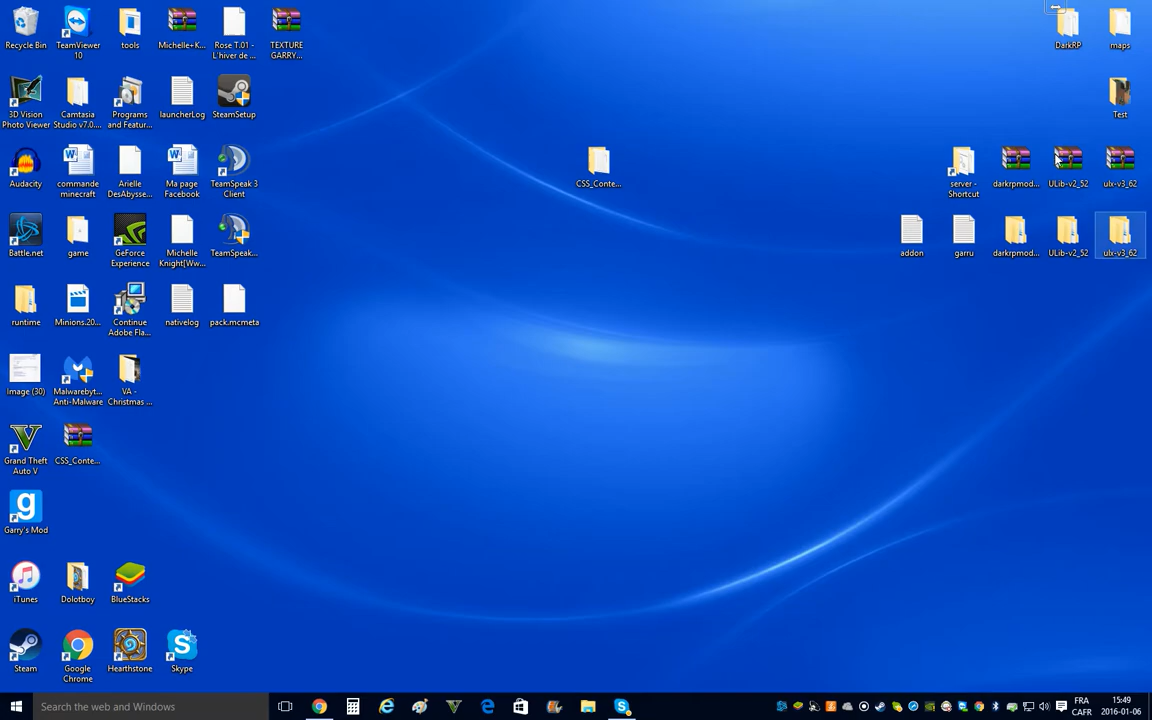 Recycle Bin
TeamViewer
10
tools
Michelle+K...
Rose T.01 -
L'hiver de ...
TEXTURE
GARRY...
DarkRP
maps
3D Vision
Photo Viewer
Camtasia
Studio v7.0....
Programs
and Featur...
launcherLog
SteamSetup
Test
Audacity
commande
minecraft
Arielle
DesAbysse...
Ma page
Facebook
TeamSpeak 3
Client
CSS_Conte...
server -
Shortcut
darkrpmod...
ULib-v2_52
ulx-v3_62
Battle.net
game
GeForce
Experience
Michelle
Knight[Ww...
TeamSpeak...
addon
garru
darkrpmod...
ULib-v2_52
ulx-v3_62
runtime
Minions.20...
Continue
Adobe Fla...
nativelog
pack.mcmeta
Image (30)
Malwarebyt...
Anti-Malware
VA -
Christmas ...
Grand Theft
Auto V
CSS_Conte...
Garry's Mod
iTunes
Dolotboy
BlueStacks
Steam
Google
Chrome
Hearthstone
Skype
Search the web and Windows
FRA
CAFR
15:49
2016-01-06